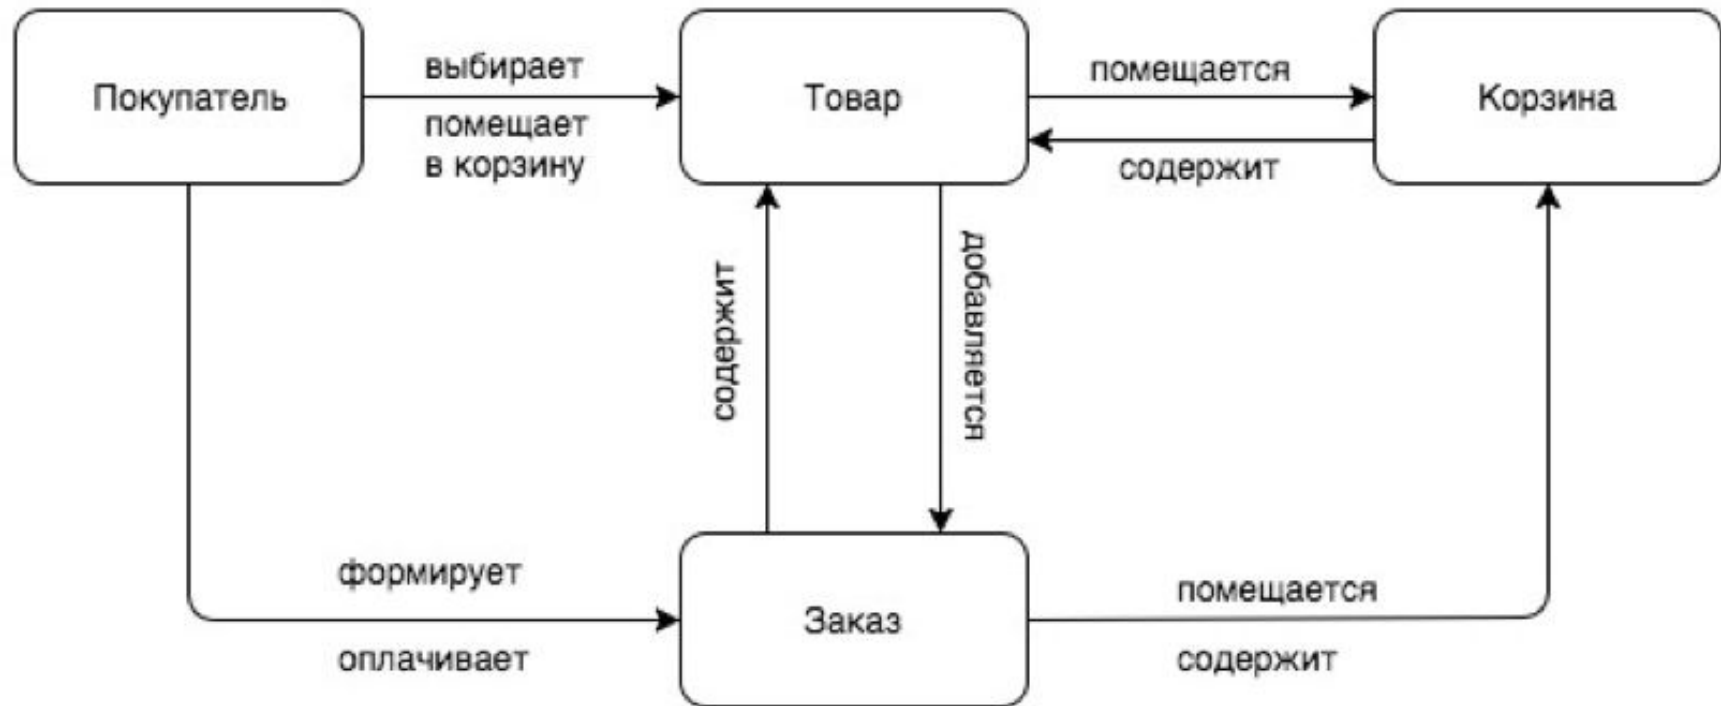 Покупатель
выбирает
помещает
в корзину
Товар
помещается
содержит
Корзина
содержит
добавляется
формирует
оплачивает
Заказ
помещается
содержит